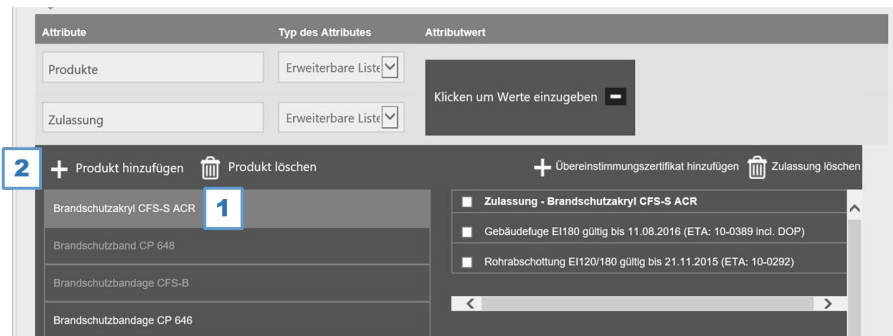 Attribute Typ des Attributes Attributwert
Produkte Erweiterbare Liste
Klicken um Werte einzugeben
Zulassung Erweiterbare Liste
2 Produkt hinzufügen Produkt löschen Übereinstimmungszertifikat hinzufügen Zulassung löschen
Brandschutzakryl CFS-S ACR 1
Zulassung - Brandschutzakryl CFS-S ACR
Gebäudefuge EI180 gültig bis 11.08.2016 (ETA: 10-0389 incl. DOP)
Brandschutzband CP 648
Rohrabschottung EI120/180 gültig bis 21.11.2015 (ETA: 10-0292)
Brandschutzbandage CFS-B
Brandschutzbandage CP 646